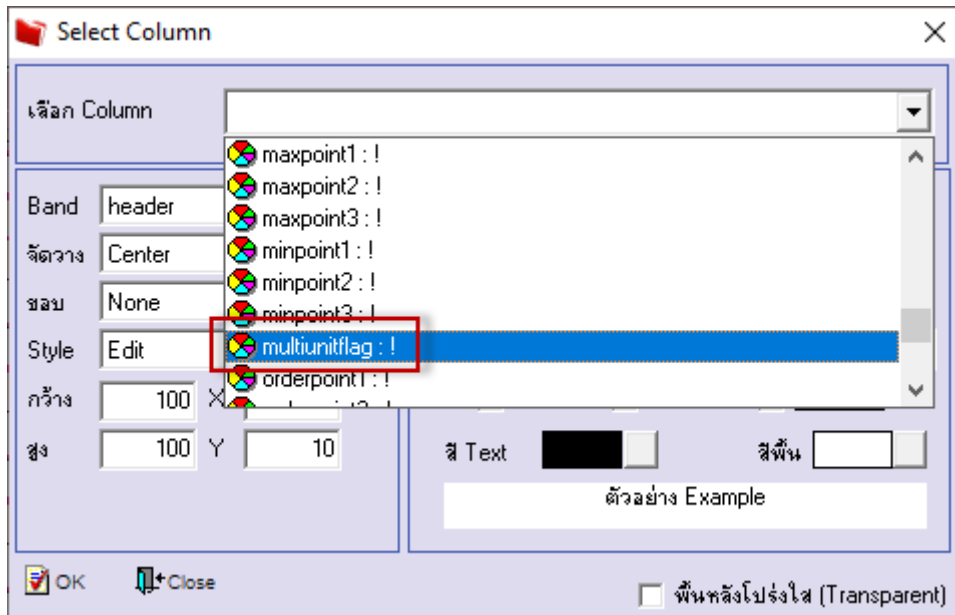 Select Column
เลือก Column
maxpoint1 : !
maxpoint2 : !
maxpoint3 : !
minpoint1 : !
minpoint2 : !
minpoint3 : !
multiunitflag : !
orderpoint1 : !
Band header
จัดวาง Center
ขอบ None
Style Edit
กว้าง 100 X
สูง 100 Y 10
สี Text
สีพื้น
ตัวอย่าง Example
OK
Close
พื้นหลังโปร่งใส (Transparent)